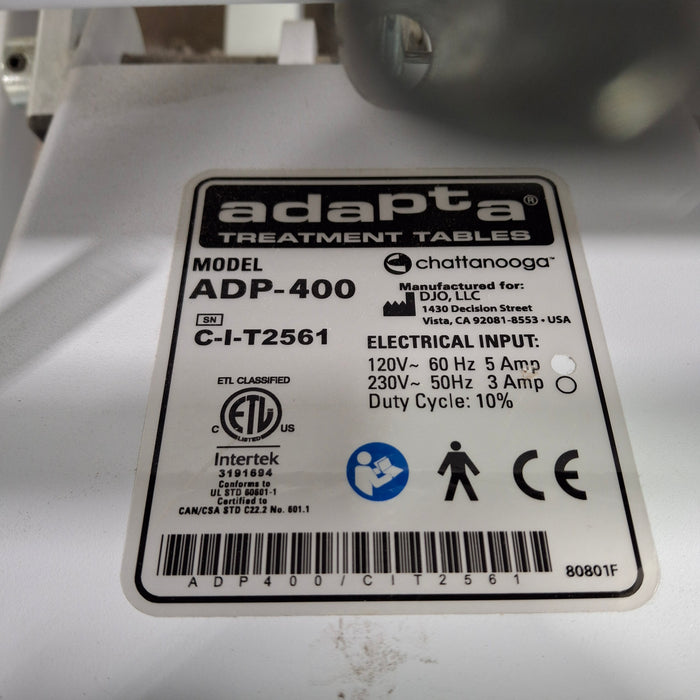 adapta®
TREATMENT TABLES
MODEL
ADP-400
chattanooga™
Manufactured for:
DJO, LLC
1430 Decision Street
Vista, CA 92081-8553 • USA
SN
C-I-T2561
ELECTRICAL INPUT:
120V~ 60 Hz 5 Amp
230V~ 50Hz 3 Amp
Duty Cycle: 10%
ETL CLASSIFIED
ETL
C LISTED US
Intertek
3191694
Conforms to
UL STD 60601-1
Certified to
CAN/CSA STD C22.2 No. 601.1
CE
ADP400/CIT2561
80801F